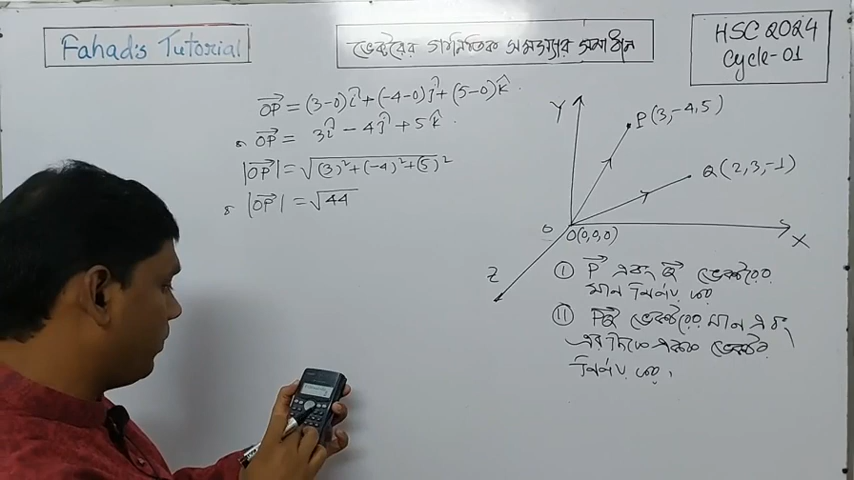 Fahad's Tutorial
ভেক্টরের গাণিতিক সমস্যার সমাধান
HSC 2024
Cycle-01
OP⃗ = (3-0)î+(-4-0)ĵ+(5-0)k̂
∴ OP⃗ = 3î - 4ĵ + 5k̂
|OP⃗| = √(3)²+(-4)²+(5)²
∴ |OP⃗| = √44
Y
P(3,-4,5)
Q(2,3,-1)
O
O(0,0,0)
X
Z
(i) P⃗ এবং Q⃗ ভেক্টরের
মান নির্ণয় কর
(ii) PQ⃗ ভেক্টরের মান এবং
এর দিকে একক ভেক্টর
নির্ণয় কর।